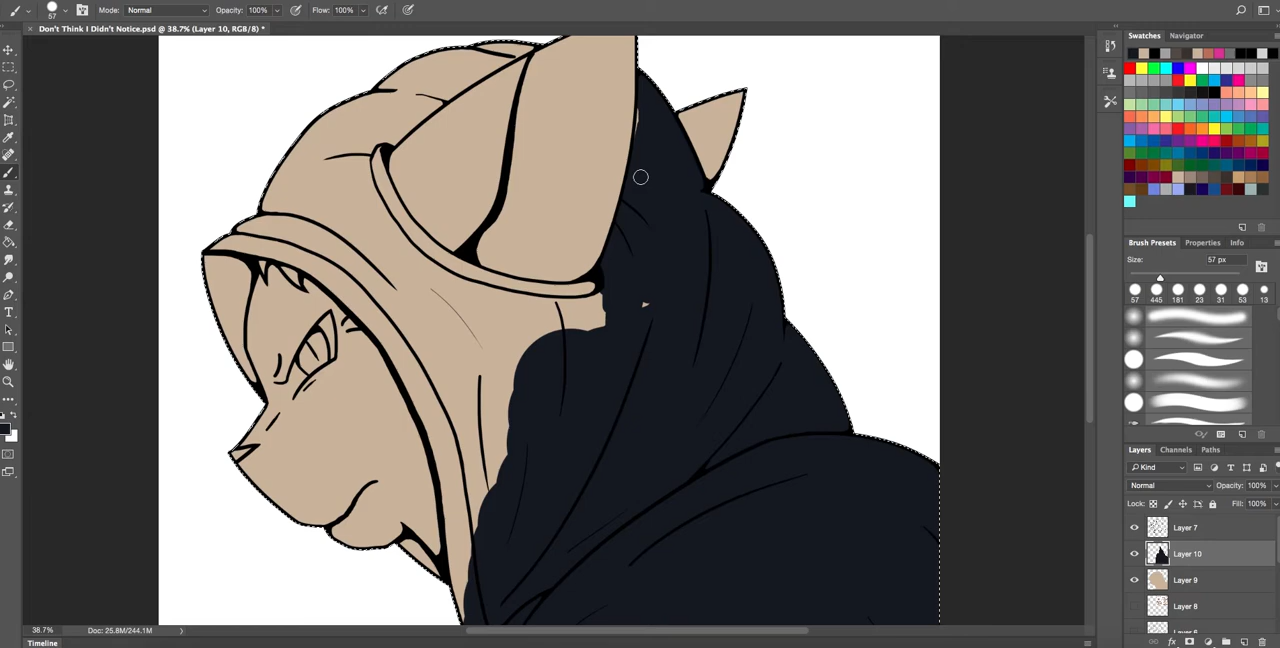 57
Mode: Normal
Opacity: 100%
Flow: 100%
× Don't Think I Didn't Notice.psd @ 38.7% (Layer 10, RGB/8) *
Swatches Navigator
Brush Presets Properties Info
Size: 57 px
57 445 181 23 31 53 13
Layers Channels Paths
Kind
Normal Opacity: 100%
Lock: Fill: 100%
Layer 7
Layer 10
Layer 9
Layer 8
38.7% Doc: 25.8M/244.1M
Timeline